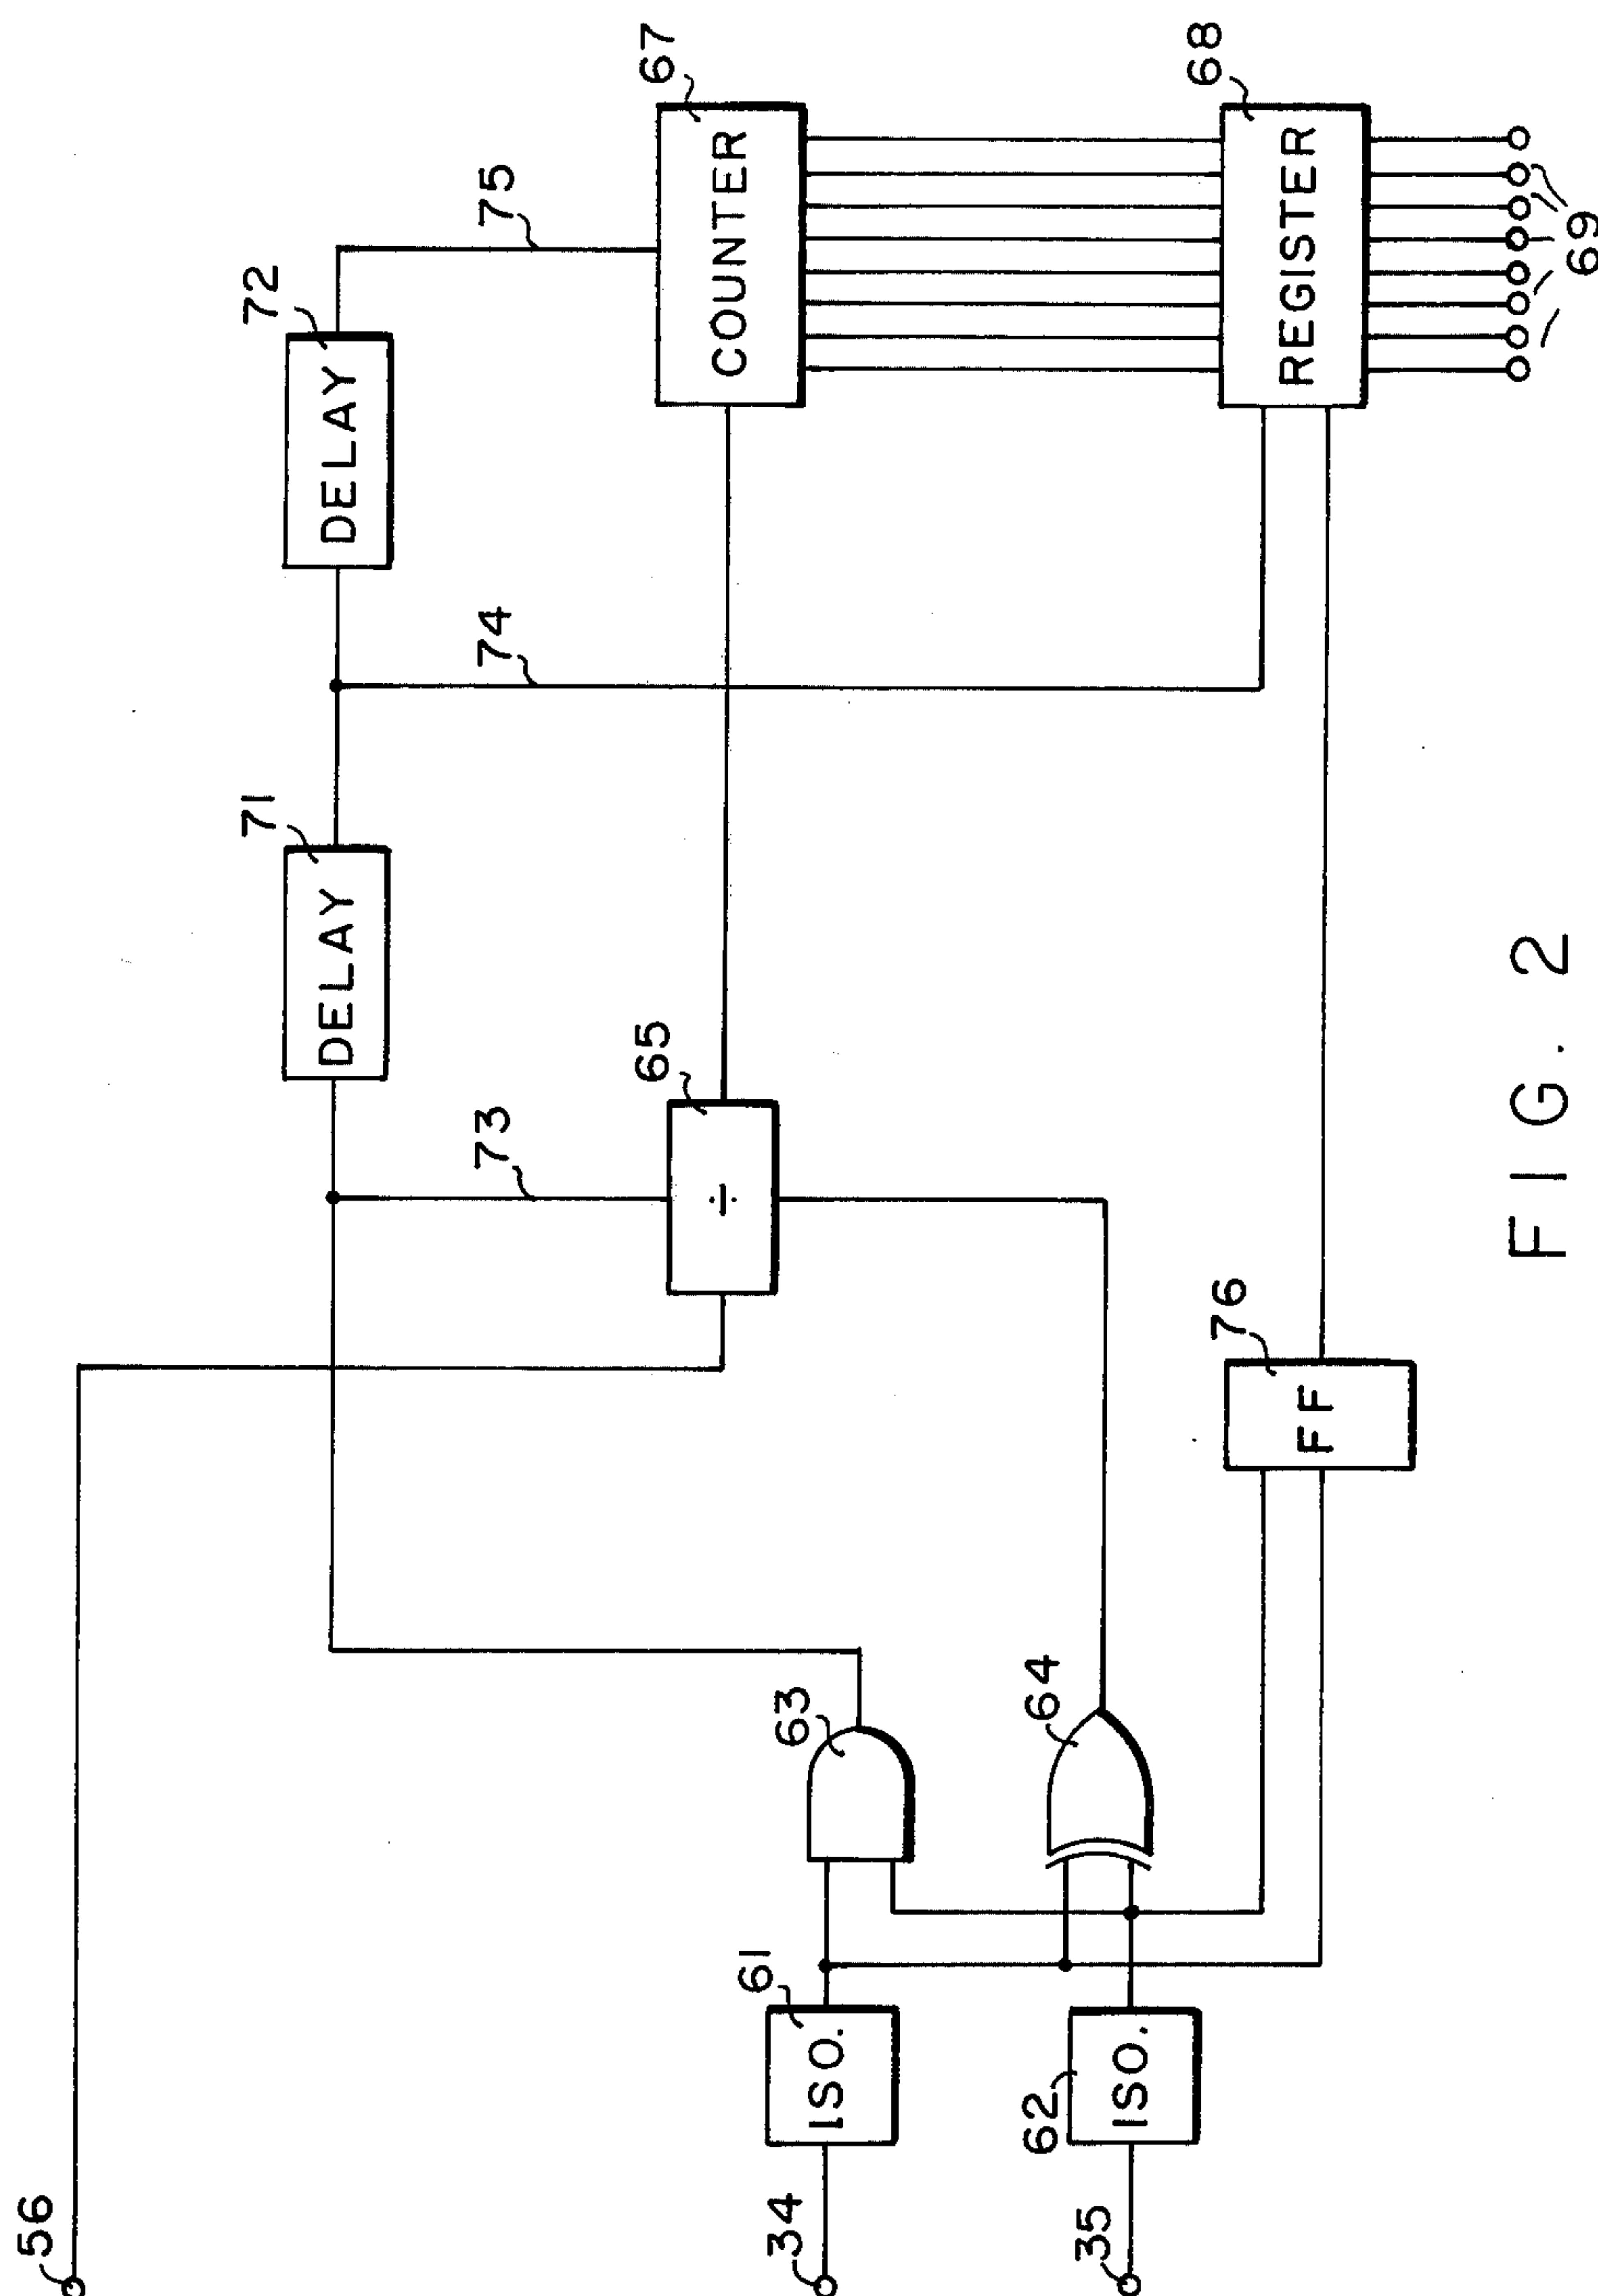 56
72
DELAY
75
67
COUNTER
71
DELAY
74
73
65
÷
68
REGISTER
69
63
61
ISO.
34
64
62
ISO.
35
76
FF
FIG. 2